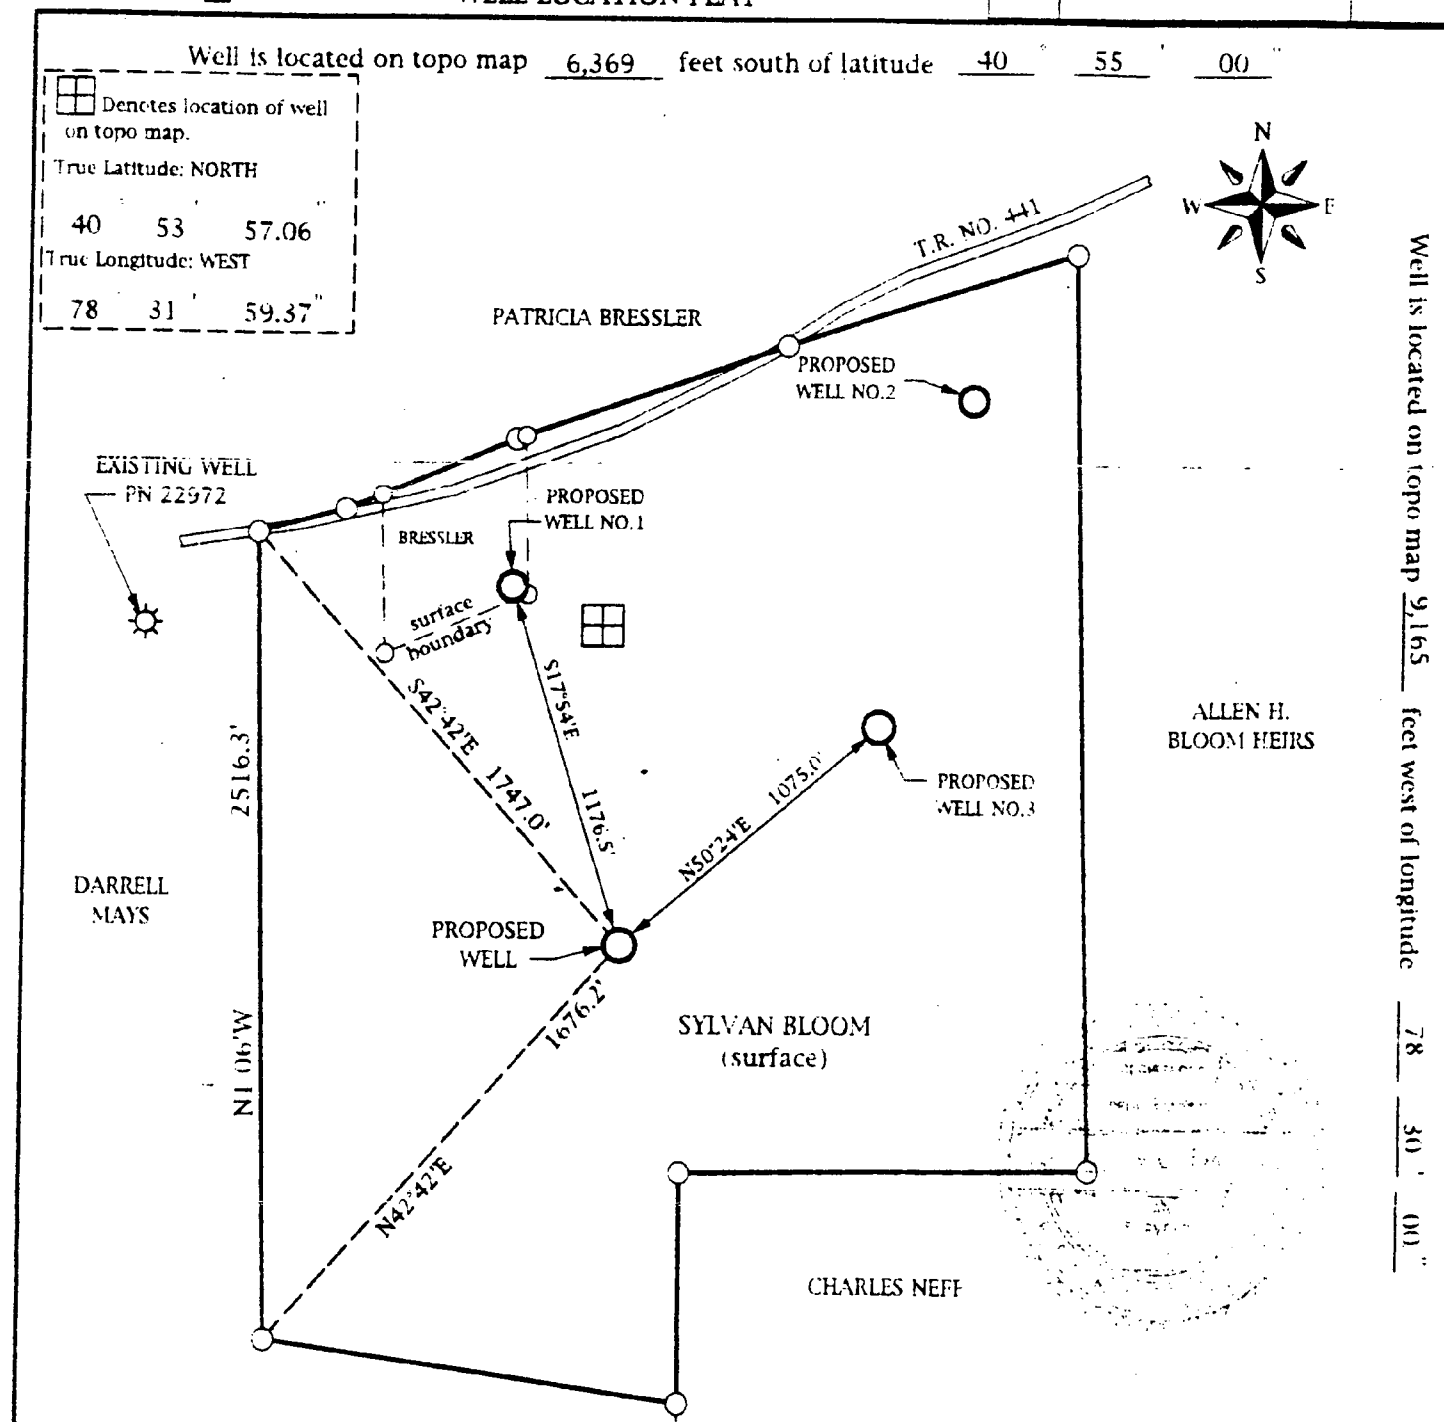 Well is located on topo map 6,369 feet south of latitude 40 ° 55 ' 00 "
Denotes location of well
on topo map.
True Latitude: NORTH
40 53 ' 57.06 "
True Longitude: WEST
78 31 ' 59.37 "
N
W E
S
T.R. NO. 441
PATRICIA BRESSLER
PROPOSED
WELL NO.2
EXISTING WELL
PN 22972
PROPOSED
WELL NO.1
BRESSLER
surface
boundary
S17°54'E
1176.5'
S42°42'E 1747.0'
2516.3'
N1 06'W
N50°24'E 1075.0'
PROPOSED
WELL NO.3
ALLEN H.
BLOOM HEIRS
DARRELL
MAYS
PROPOSED
WELL
1676.2'
N42°42'E
SYLVAN BLOOM
(surface)
CHARLES NEFF
Well is located on topo map 9,165 feet west of longitude 78 30 ' 00 "